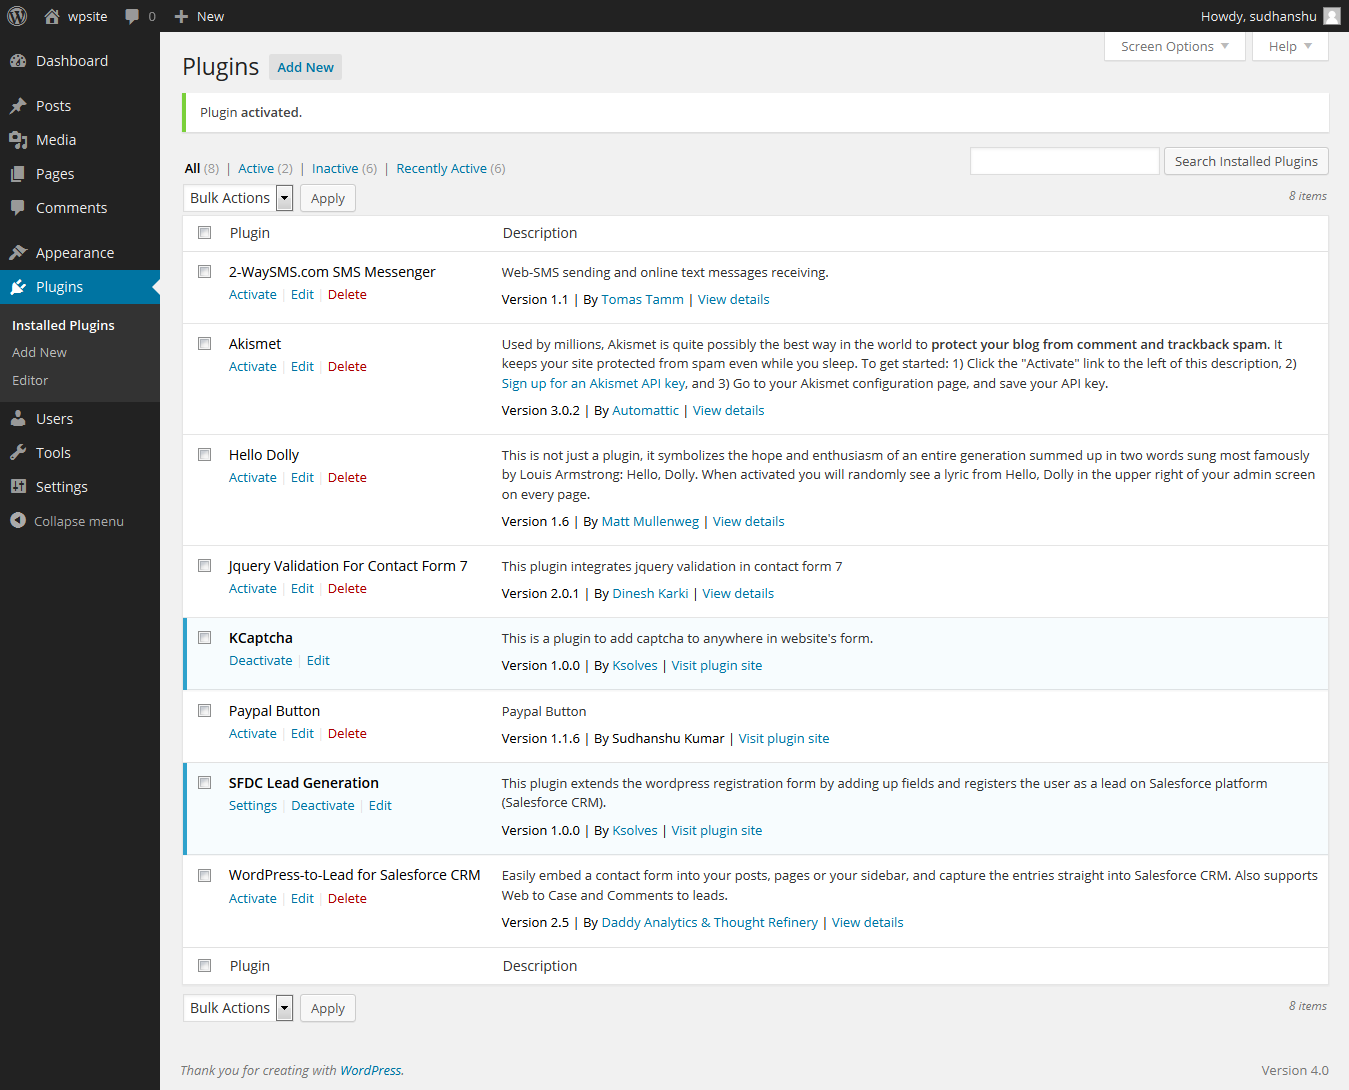 wpsite 0 New Howdy, sudhanshu
Dashboard
Posts
Media
Pages
Comments
Appearance
Plugins
Installed Plugins
Add New
Editor
Users
Tools
Settings
Collapse menu
Screen Options Help
Plugins Add New
Plugin activated.
All (8) | Active (2) | Inactive (6) | Recently Active (6)
Search Installed Plugins
Bulk Actions Apply
8 items
Plugin Description
2-WaySMS.com SMS Messenger
Activate | Edit | Delete
Web-SMS sending and online text messages receiving.
Version 1.1 | By Tomas Tamm | View details
Akismet
Activate | Edit | Delete
Used by millions, Akismet is quite possibly the best way in the world to protect your blog from comment and trackback spam. It
keeps your site protected from spam even while you sleep. To get started: 1) Click the "Activate" link to the left of this description, 2)
Sign up for an Akismet API key, and 3) Go to your Akismet configuration page, and save your API key.
Version 3.0.2 | By Automattic | View details
Hello Dolly
Activate | Edit | Delete
This is not just a plugin, it symbolizes the hope and enthusiasm of an entire generation summed up in two words sung most famously
by Louis Armstrong: Hello, Dolly. When activated you will randomly see a lyric from Hello, Dolly in the upper right of your admin screen
on every page.
Version 1.6 | By Matt Mullenweg | View details
Jquery Validation For Contact Form 7
Activate | Edit | Delete
This plugin integrates jquery validation in contact form 7
Version 2.0.1 | By Dinesh Karki | View details
KCaptcha
Deactivate | Edit
This is a plugin to add captcha to anywhere in website's form.
Version 1.0.0 | By Ksolves | Visit plugin site
Paypal Button
Activate | Edit | Delete
Paypal Button
Version 1.1.6 | By Sudhanshu Kumar | Visit plugin site
SFDC Lead Generation
Settings | Deactivate | Edit
This plugin extends the wordpress registration form by adding up fields and registers the user as a lead on Salesforce platform
(Salesforce CRM).
Version 1.0.0 | By Ksolves | Visit plugin site
WordPress-to-Lead for Salesforce CRM
Activate | Edit | Delete
Easily embed a contact form into your posts, pages or your sidebar, and capture the entries straight into Salesforce CRM. Also supports
Web to Case and Comments to leads.
Version 2.5 | By Daddy Analytics & Thought Refinery | View details
Plugin Description
Bulk Actions Apply
8 items
Thank you for creating with WordPress.
Version 4.0